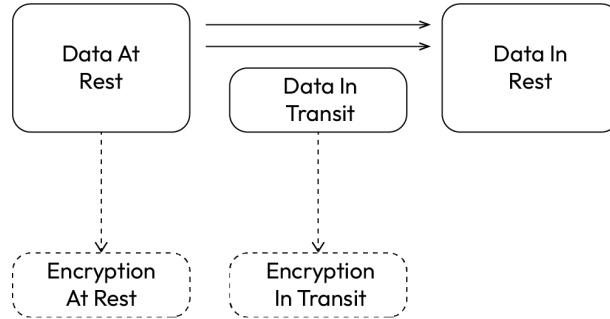 Data At
Rest
Data In
Transit
Data In
Rest
Encryption
At Rest
Encryption
In Transit